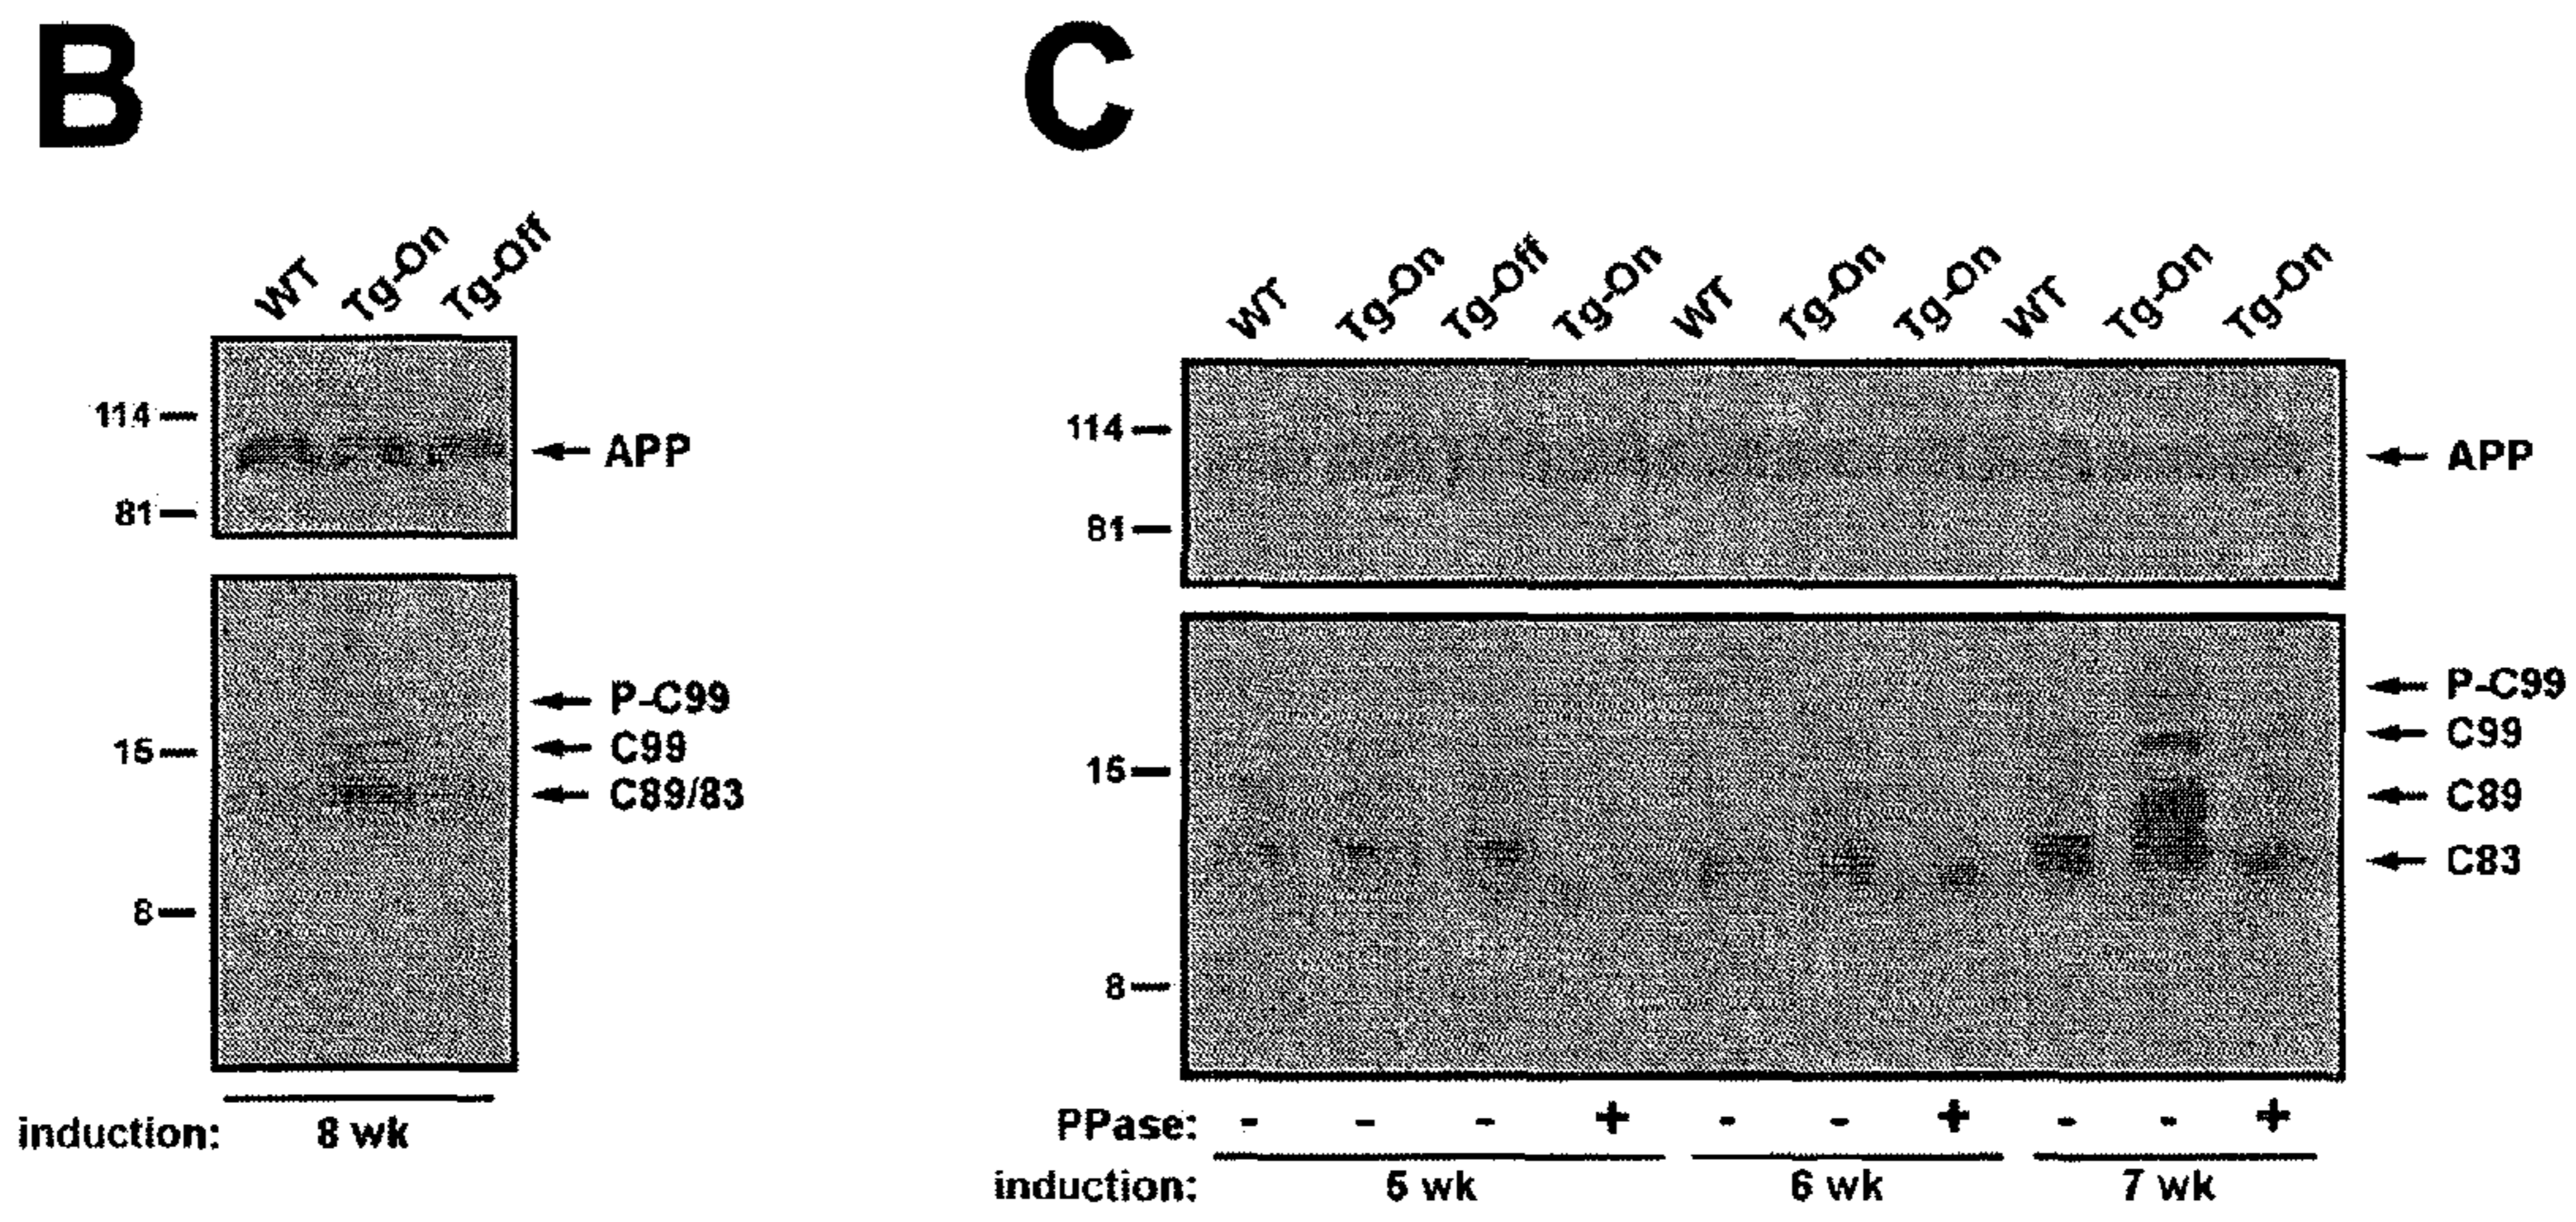 B
WT Tg-On Tg-Off
114
APP
81
P-C99
15
C99
C89/83
8
induction: 8 wk
C
WT Tg-On Tg-Off Tg-On WT Tg-On Tg-On WT Tg-On Tg-On
114
APP
81
P-C99
C99
15
C89
C83
8
PPase: - - - + - - + - - +
induction: 5 wk 6 wk 7 wk